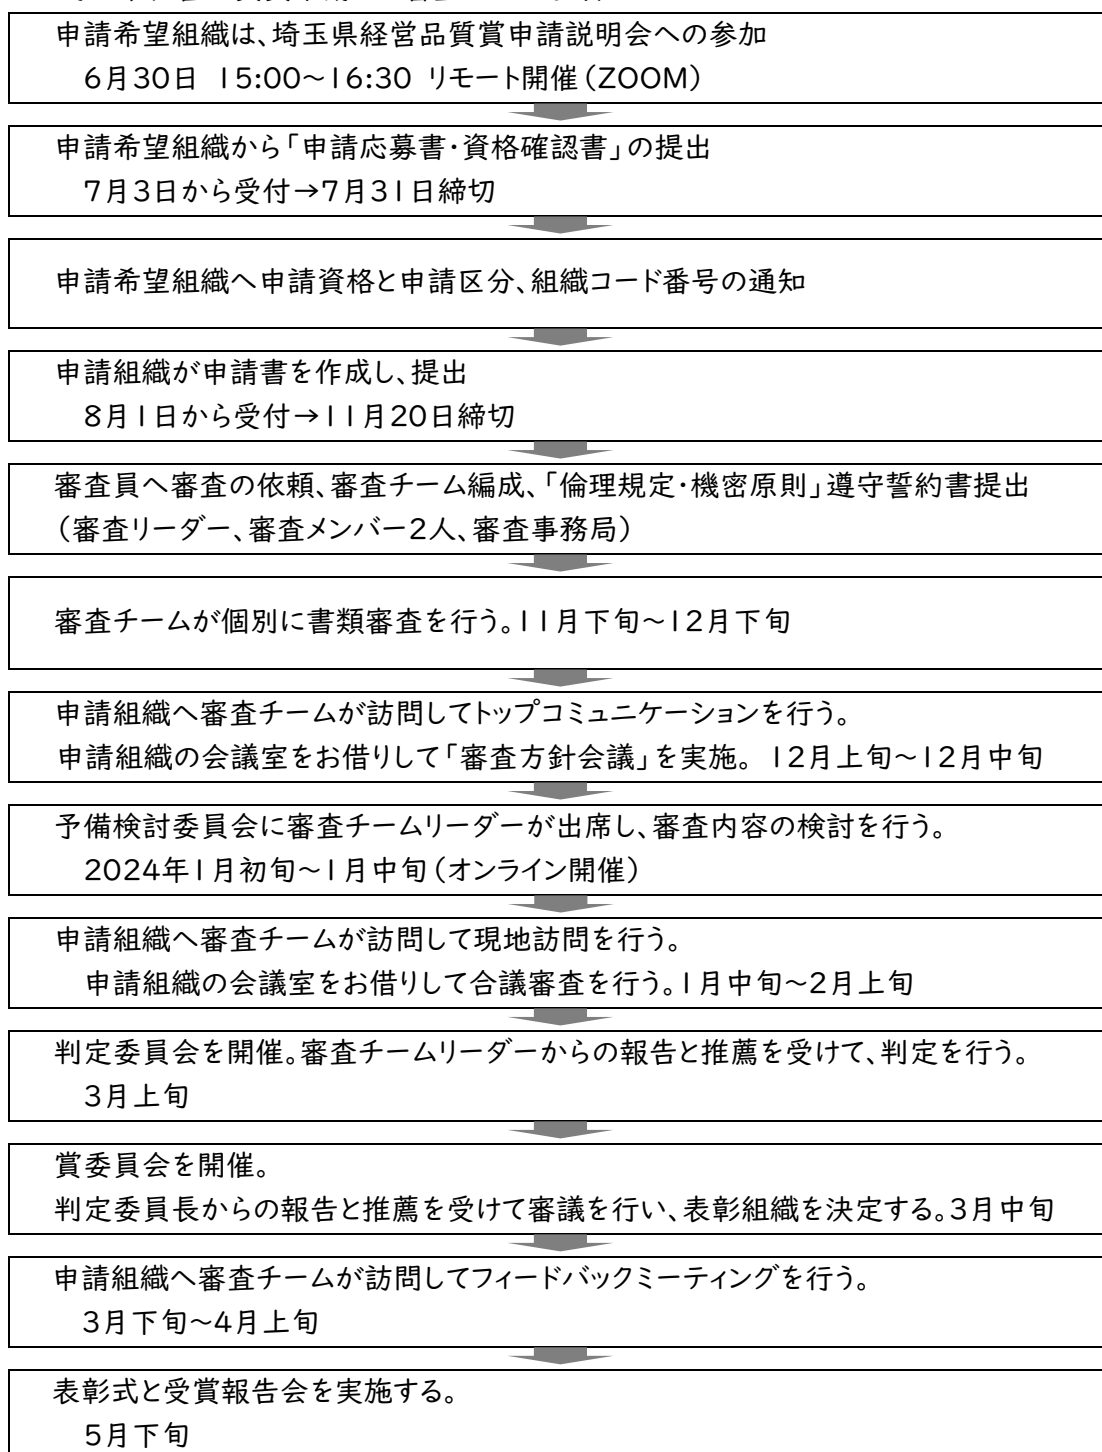 申請希望組織は、埼玉県経営品質賞申請説明会への参加
6月30日 15:00~16:30 リモート開催(ZOOM)
申請希望組織から「申請応募書・資格確認書」の提出
7月3日から受付→7月31日締切
申請希望組織へ申請資格と申請区分、組織コード番号の通知
申請組織が申請書を作成し、提出
8月1日から受付→11月20日締切
審査員へ審査の依頼、審査チーム編成、「倫理規定・機密原則」遵守誓約書提出
(審査リーダー、審査メンバー2人、審査事務局)
審査チームが個別に書類審査を行う。11月下旬~12月下旬
申請組織へ審査チームが訪問してトップコミュニケーションを行う。
申請組織の会議室をお借りして「審査方針会議」を実施。 12月上旬~12月中旬
予備検討委員会に審査チームリーダーが出席し、審査内容の検討を行う。
2024年1月初旬~1月中旬(オンライン開催)
申請組織へ審査チームが訪問して現地訪問を行う。
申請組織の会議室をお借りして合議審査を行う。1月中旬~2月上旬
判定委員会を開催。審査チームリーダーからの報告と推薦を受けて、判定を行う。
3月上旬
賞委員会を開催。
判定委員長からの報告と推薦を受けて審議を行い、表彰組織を決定する。3月中旬
申請組織へ審査チームが訪問してフィードバックミーティングを行う。
3月下旬~4月上旬
表彰式と受賞報告会を実施する。
5月下旬